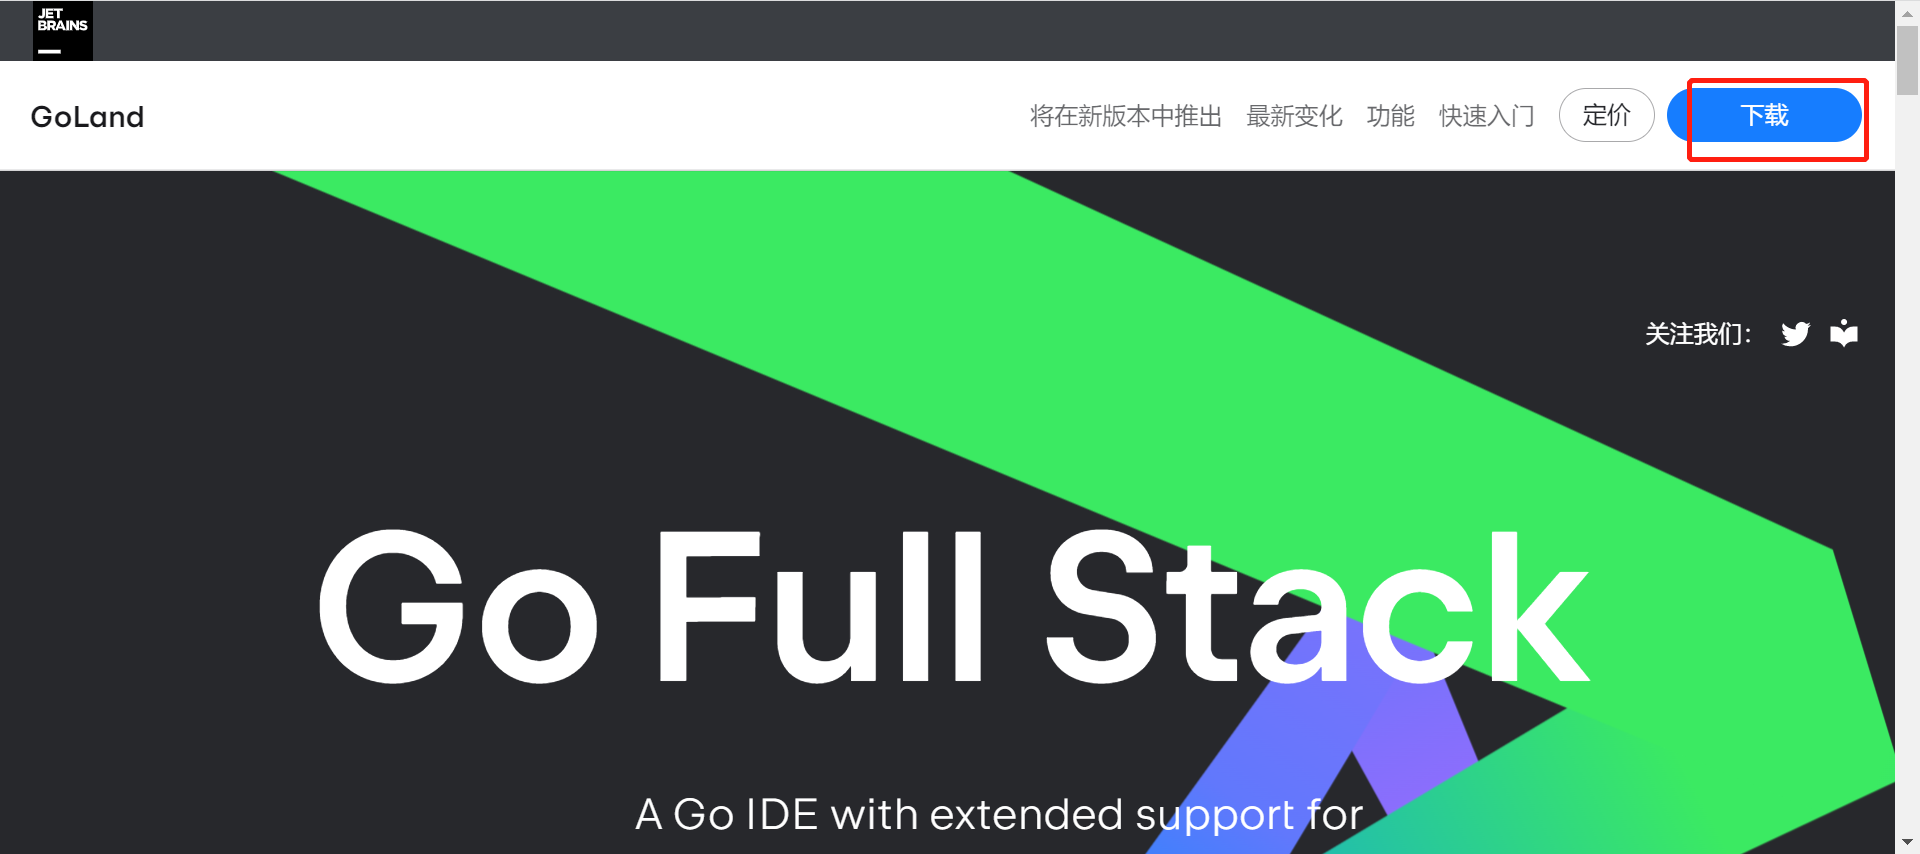 JET
BRAINS
GoLand
将在新版本中推出 最新变化 功能 快速入门 定价 下载
关注我们：
Go Full Stack
A Go IDE with extended support for